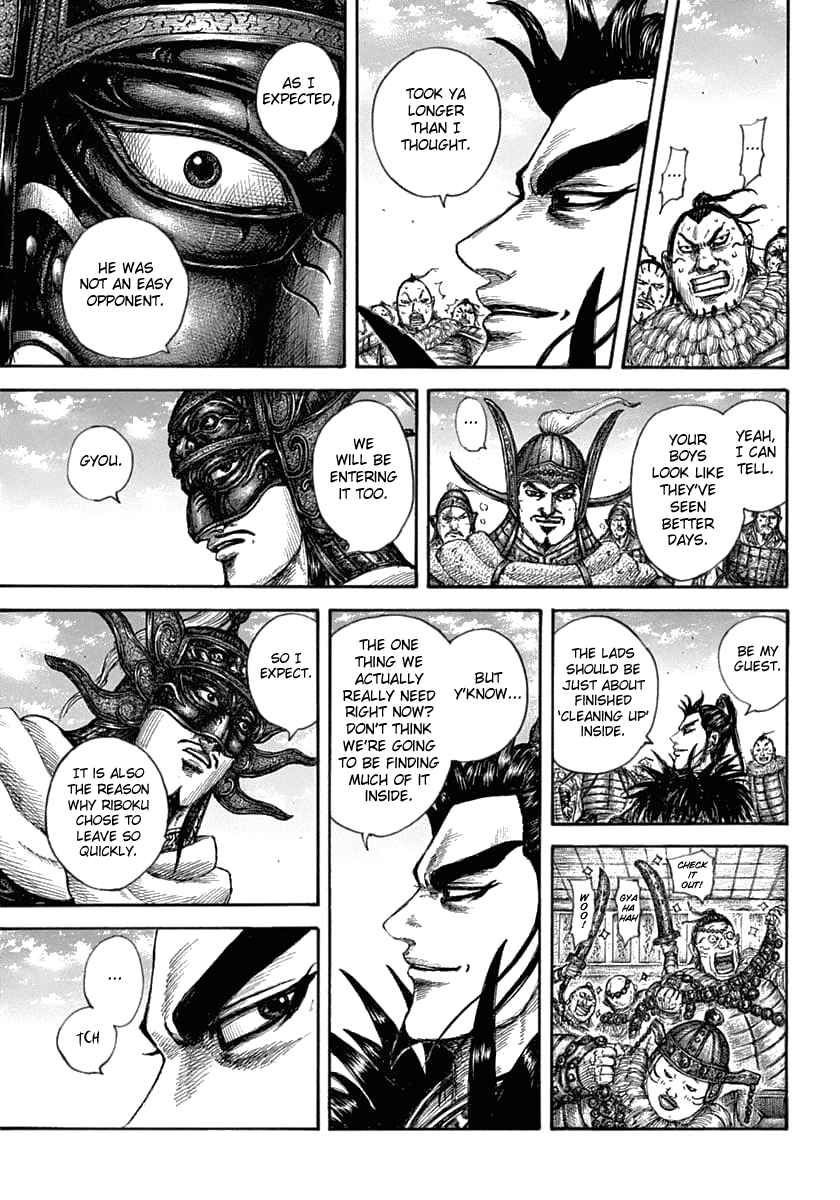 ...
...
TOOK YA
LONGER
THAN I
THOUGHT.
AS I
EXPECTED,
HE WAS
NOT AN EASY
OPPONENT.
YEAH,
I CAN
TELL.
YOUR
BOYS
LOOK LIKE
THEY'VE
SEEN
BETTER
DAYS.
...
WE
WILL BE
ENTERING
IT TOO.
GYOU.
BE MY
GUEST.
THE LADS
SHOULD BE
JUST ABOUT
FINISHED
'CLEANING UP'
INSIDE.
CHECK
IT
OUT!
GYA
HA
HAH
WOO!
BUT
Y'KNOW...
THE ONE
THING WE
ACTUALLY
REALLY NEED
RIGHT NOW?
DON'T THINK
WE'RE GOING
TO BE FINDING
MUCH OF IT
INSIDE.
SO I
EXPECT.
IT IS ALSO
THE REASON
WHY RIBOKU
CHOSE TO
LEAVE SO
QUICKLY.
...
TCH